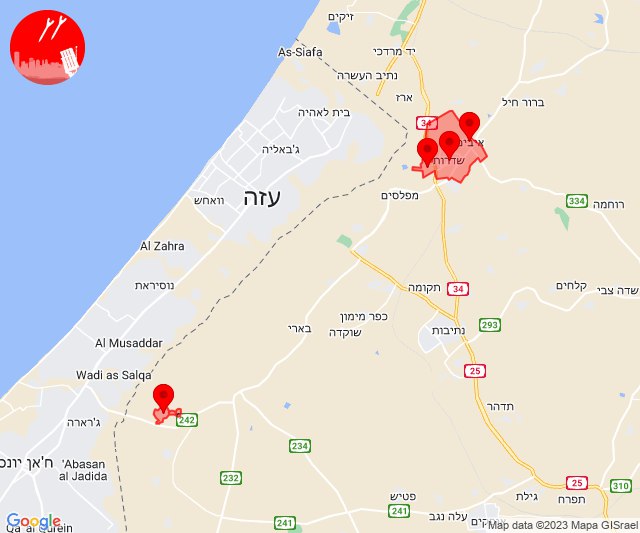 זיקים
As-Siafa
יד מרדכי
נתיב העשרה
ארז
ברור חיל
בית לאהיה
34
איבים
ג'באליה
שדרות
וואחש
עזה
מפלסים
334
רוחמה
Al Zahra
נוסיראת
תקומה
34
קלחים
שדה צבי
כפר מימון
Al Musaddar
בארי
שוקדה
נתיבות
293
Wadi as Salqa
25
ג'רארה
242
תדהר
ח'אן יונס
'Abasan
al Jadida
234
232
25
310
פטיש
גילת
תפרח
241
241
עלה נגב
Google
Qa' al Qurein
Map data ©2023 Mapa GISrael